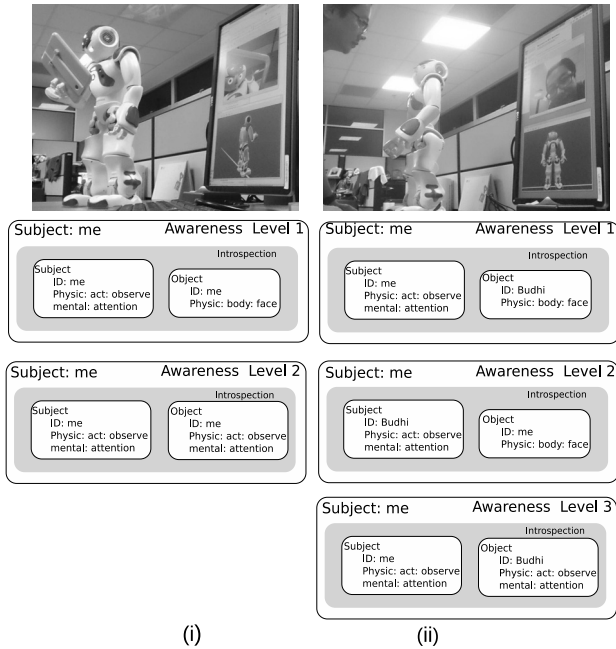 Subject: me Awareness Level 1
Introspection
Subject
ID: me
Physic: act: observe
mental: attention
Object
ID: me
Physic: body: face
Subject: me Awareness Level 2
Introspection
Subject
ID: me
Physic: act: observe
mental: attention
Object
ID: me
Physic: act: observe
mental: attention
(i)
Subject: me Awareness Level 1
Introspection
Subject
ID: me
Physic: act: observe
mental: attention
Object
ID: Budhi
Physic: body: face
Subject: me Awareness Level 2
Introspection
Subject
ID: Budhi
Physic: act: observe
mental: attention
Object
ID: me
Physic: body: face
Subject: me Awareness Level 3
Introspection
Subject
ID: me
Physic: act: observe
mental: attention
Object
ID: Budhi
Physic: act: observe
mental: attention
(ii)